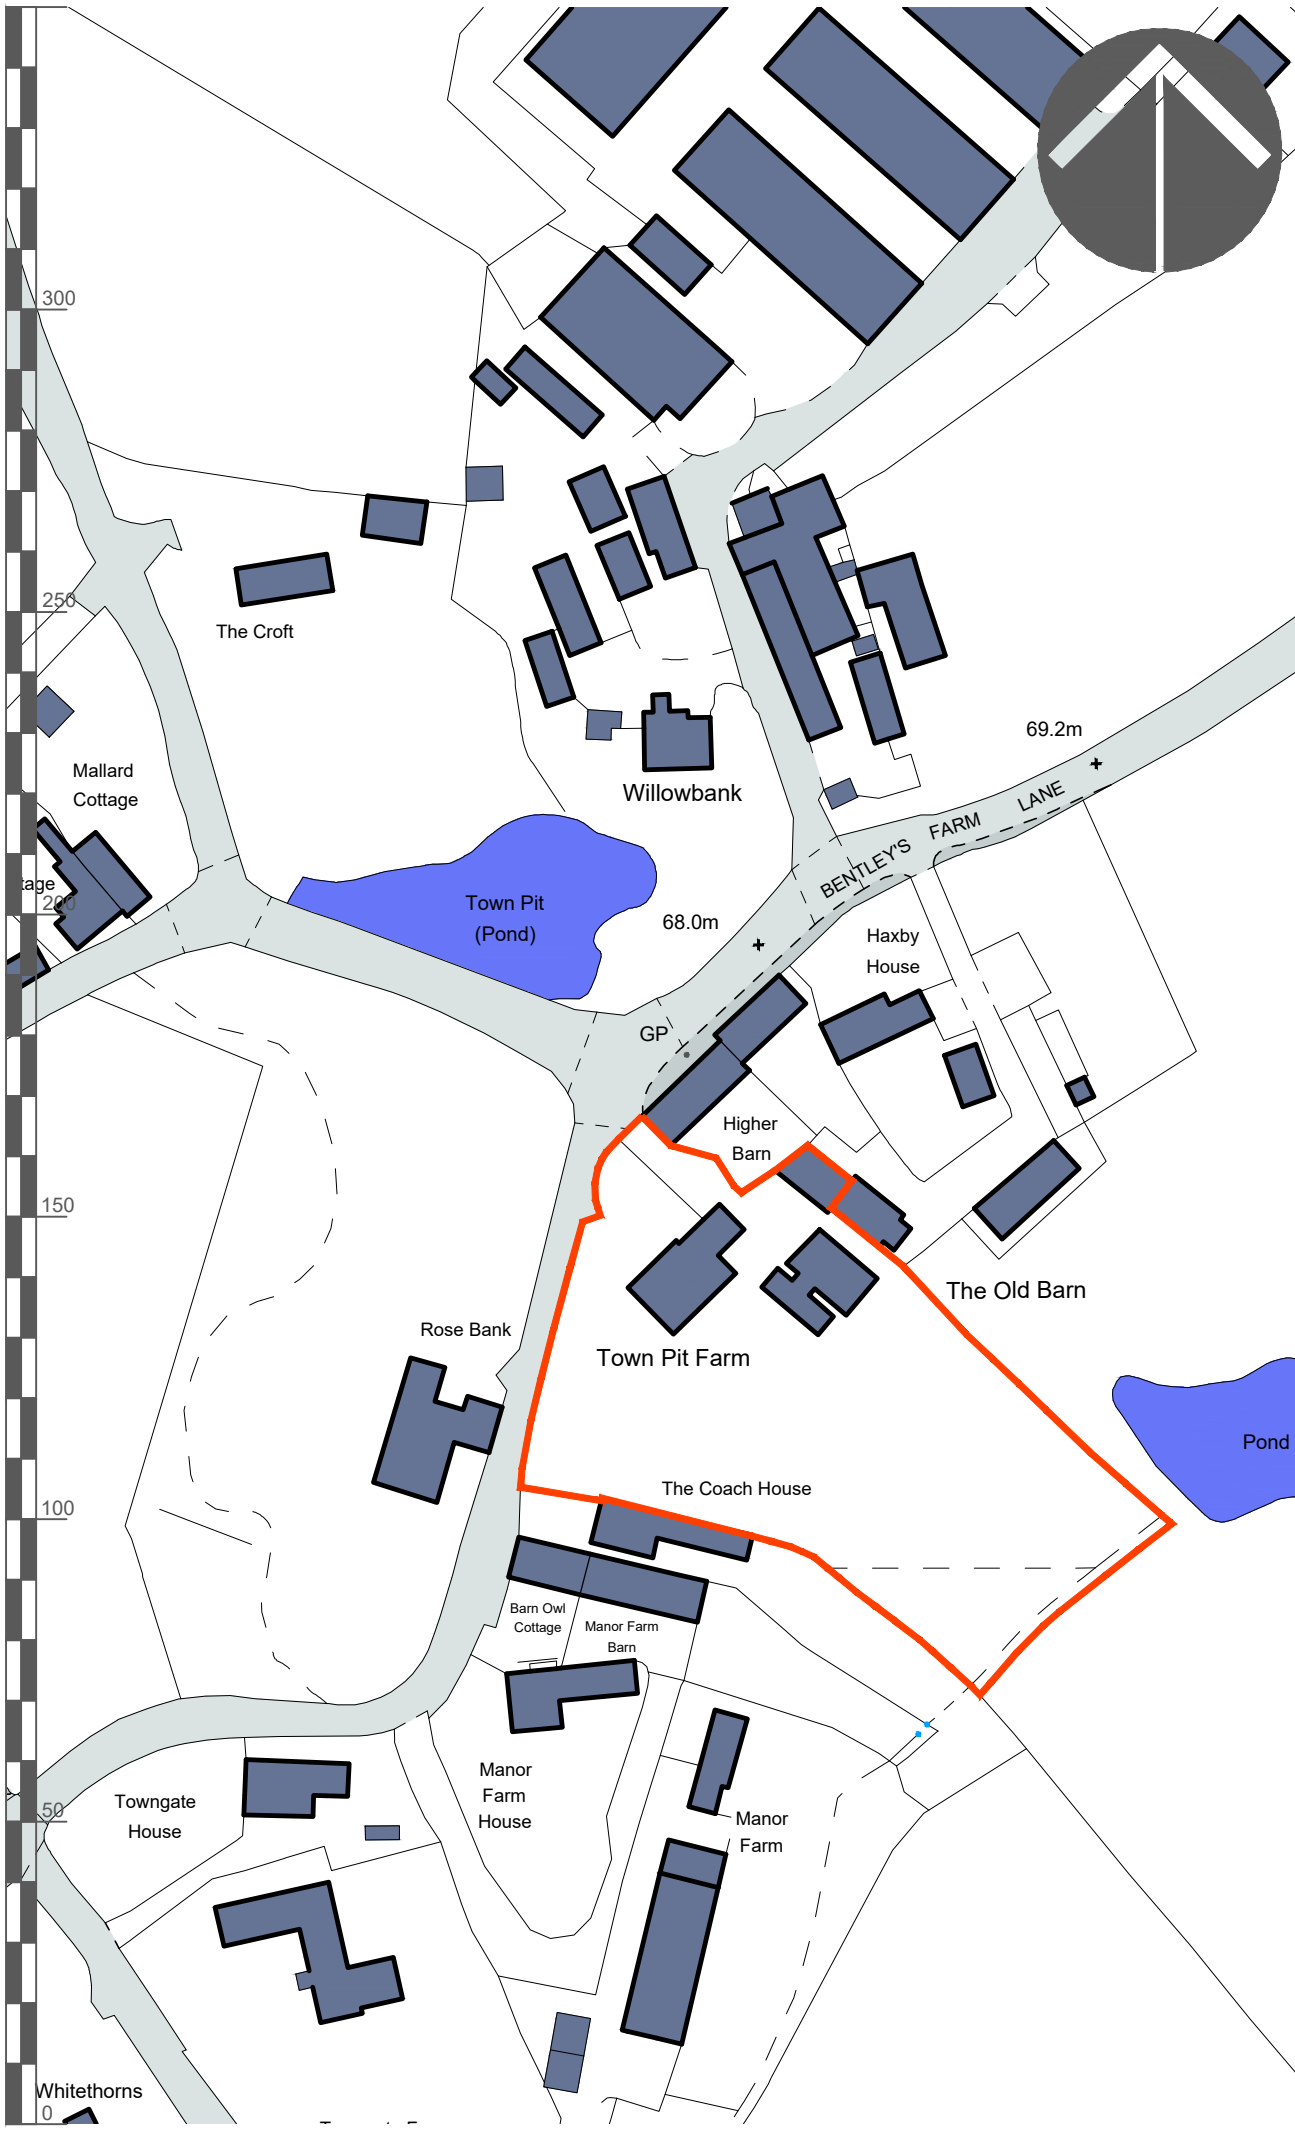 300
250
The Croft
Mallard
Cottage
tage
200
Willowbank
69.2m
BENTLEY'S FARM LANE
Town Pit
(Pond)
68.0m
Haxby
House
GP
Higher
Barn
150
The Old Barn
Rose Bank
Town Pit Farm
Pond
The Coach House
100
Barn Owl
Cottage
Manor Farm
Barn
Manor
Farm
House
Towngate
House
50
Manor
Farm
Whitethorns
0